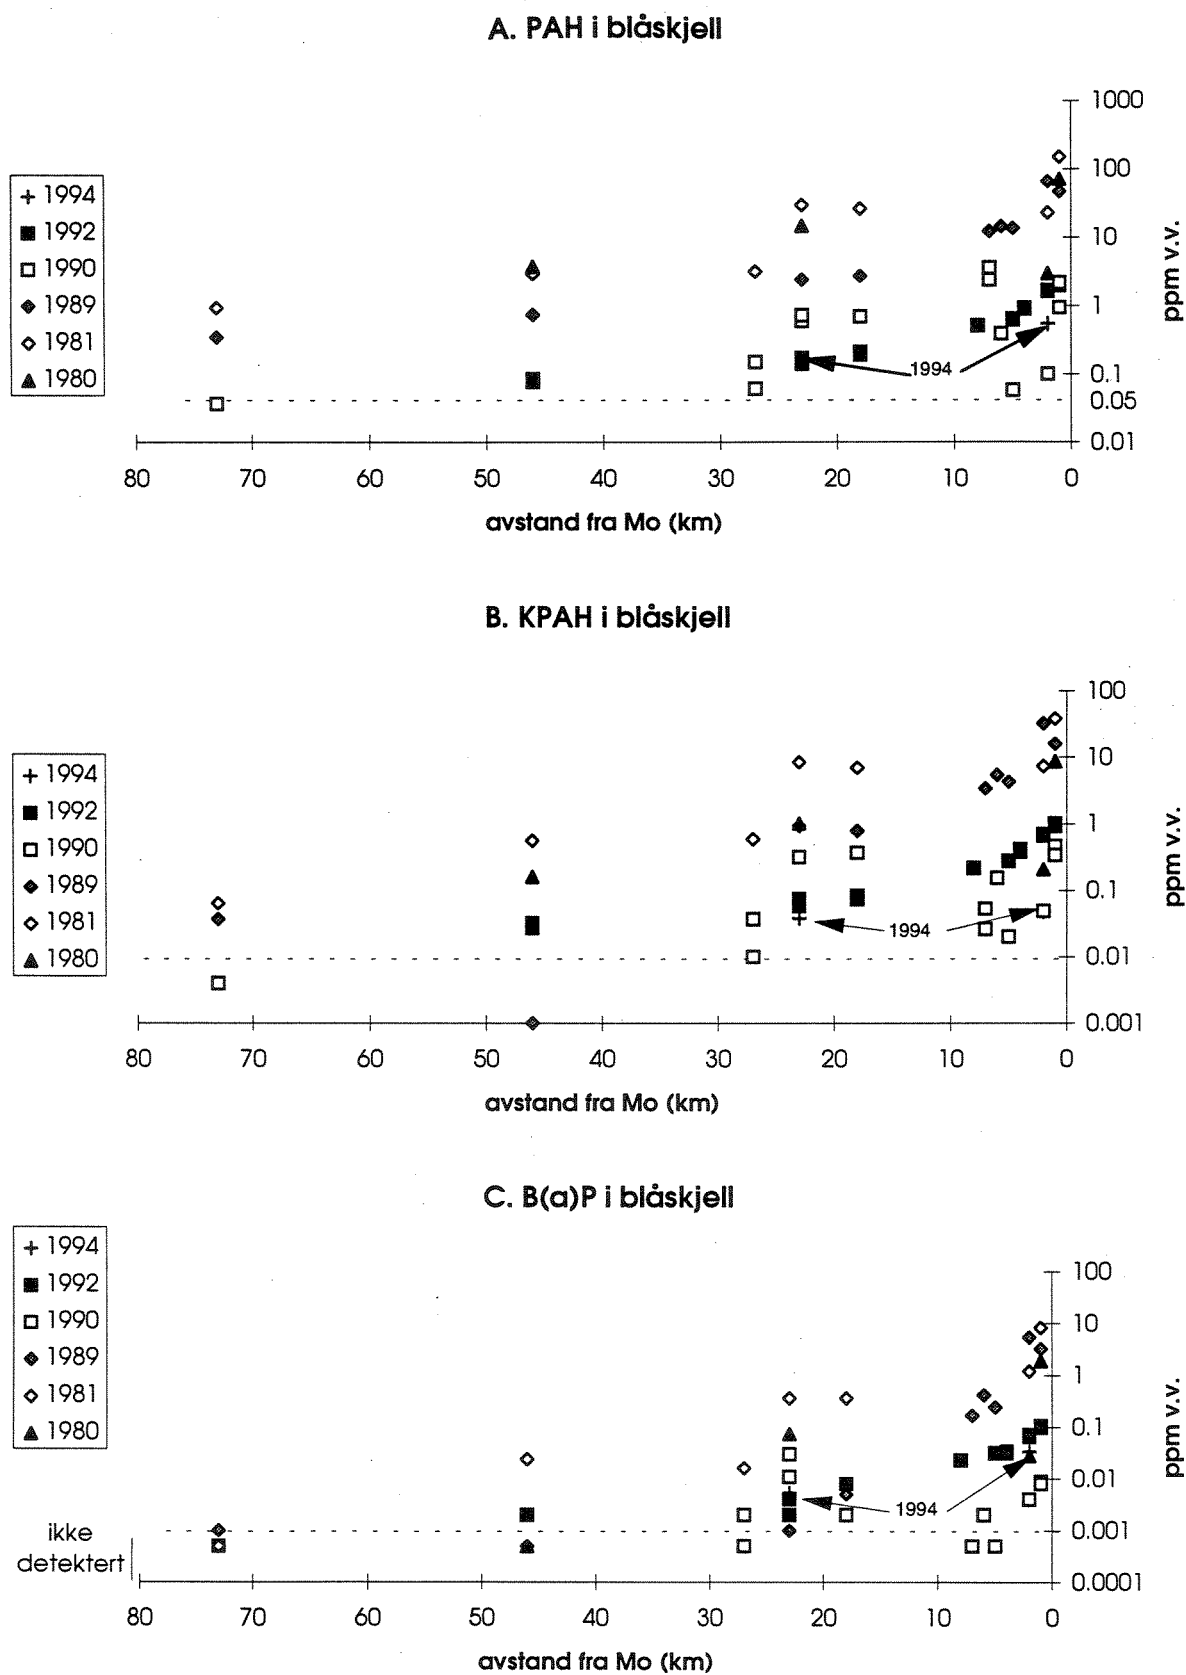 A. PAH i blåskjell
1000
100
10
1
0.1
0.05
0.01
ppm v.v.
1994
1992
1990
1989
1981
1980
1994
80 70 60 50 40 30 20 10 0
avstand fra Mo (km)
B. KPAH i blåskjell
100
10
1
0.1
0.01
0.001
ppm v.v.
1994
1992
1990
1989
1981
1980
1994
80 70 60 50 40 30 20 10 0
avstand fra Mo (km)
C. B(a)P i blåskjell
100
10
1
0.1
0.01
0.001
0.0001
ppm v.v.
1994
1992
1990
1989
1981
1980
1994
ikke
detektert
80 70 60 50 40 30 20 10 0
avstand fra Mo (km)